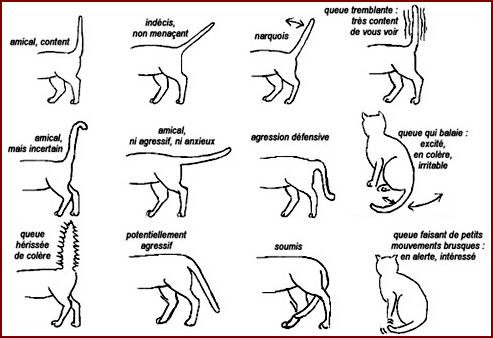 amical, content
indécis,
non menaçant
narquois
queue tremblante :
très content
de vous voir
amical,
mais incertain
amical,
ni agressif, ni anxieux
agression défensive
queue qui balaie :
excité,
en colère,
irritable
queue
hérissée
de colère
potentiellement
agressif
soumis
queue faisant de petits
mouvements brusques :
en alerte, intéressé